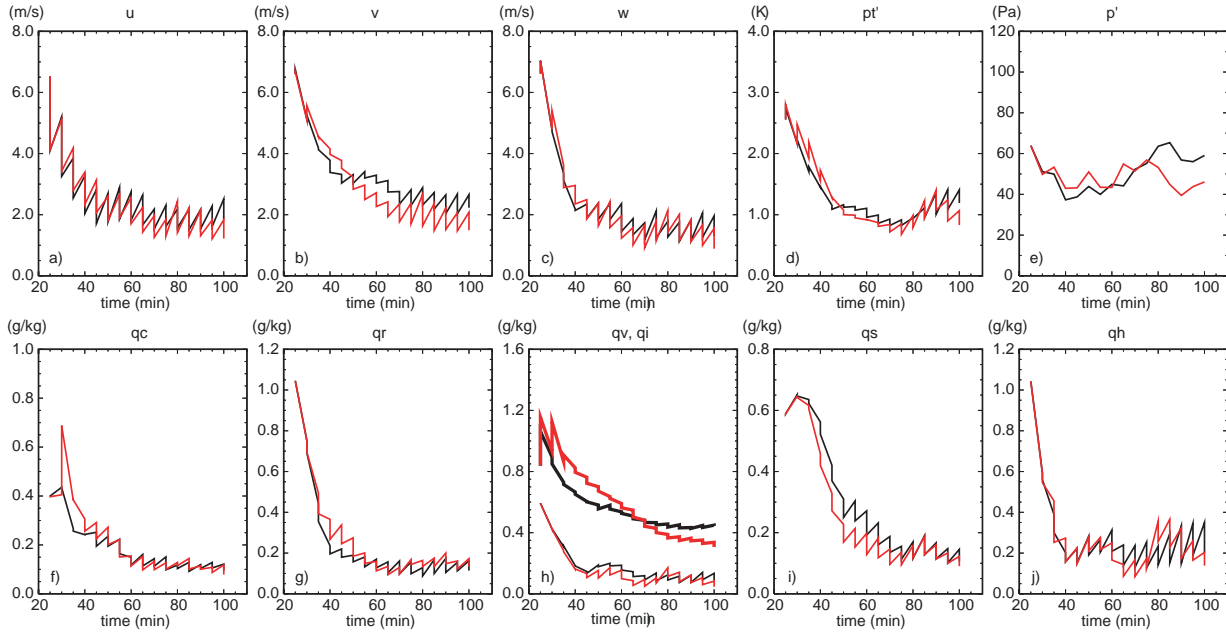 (m/s) u (m/s) v (m/s) w (K) pt' (Pa) p'
8.0 8.0 8.0 4.0 120
100
6.0 6.0 6.0 3.0 80
4.0 4.0 4.0 2.0 60
40
2.0 2.0 2.0 1.0 20
a) b) c) d) e)
0.0 0.0 0.0 0.0 0
20 40 60 80 100 20 40 60 80 100 20 40 60 80 100 20 40 60 80 100 20 40 60 80 100
time (min) time (min) time (min) time (min) time (min)
(g/kg) qc (g/kg) qr (g/kg) qv, qi (g/kg) qs (g/kg) qh
1.0 1.2 1.6 0.8 1.2
0.8 1.0 1.0
0.6 0.8 1.2 0.6 0.8
0.6 0.8 0.4 0.6
0.4 0.4 0.4
0.2 0.2 0.4 0.2 0.2
f) g) h) i) j)
0.0 0.0 0.0 0.0 0.0
20 40 60 80 100 20 40 60 80 100 20 40 60 80 100 20 40 60 80 100 20 40 60 80 100
time (min) time (min) time (min) time (min) time (min)